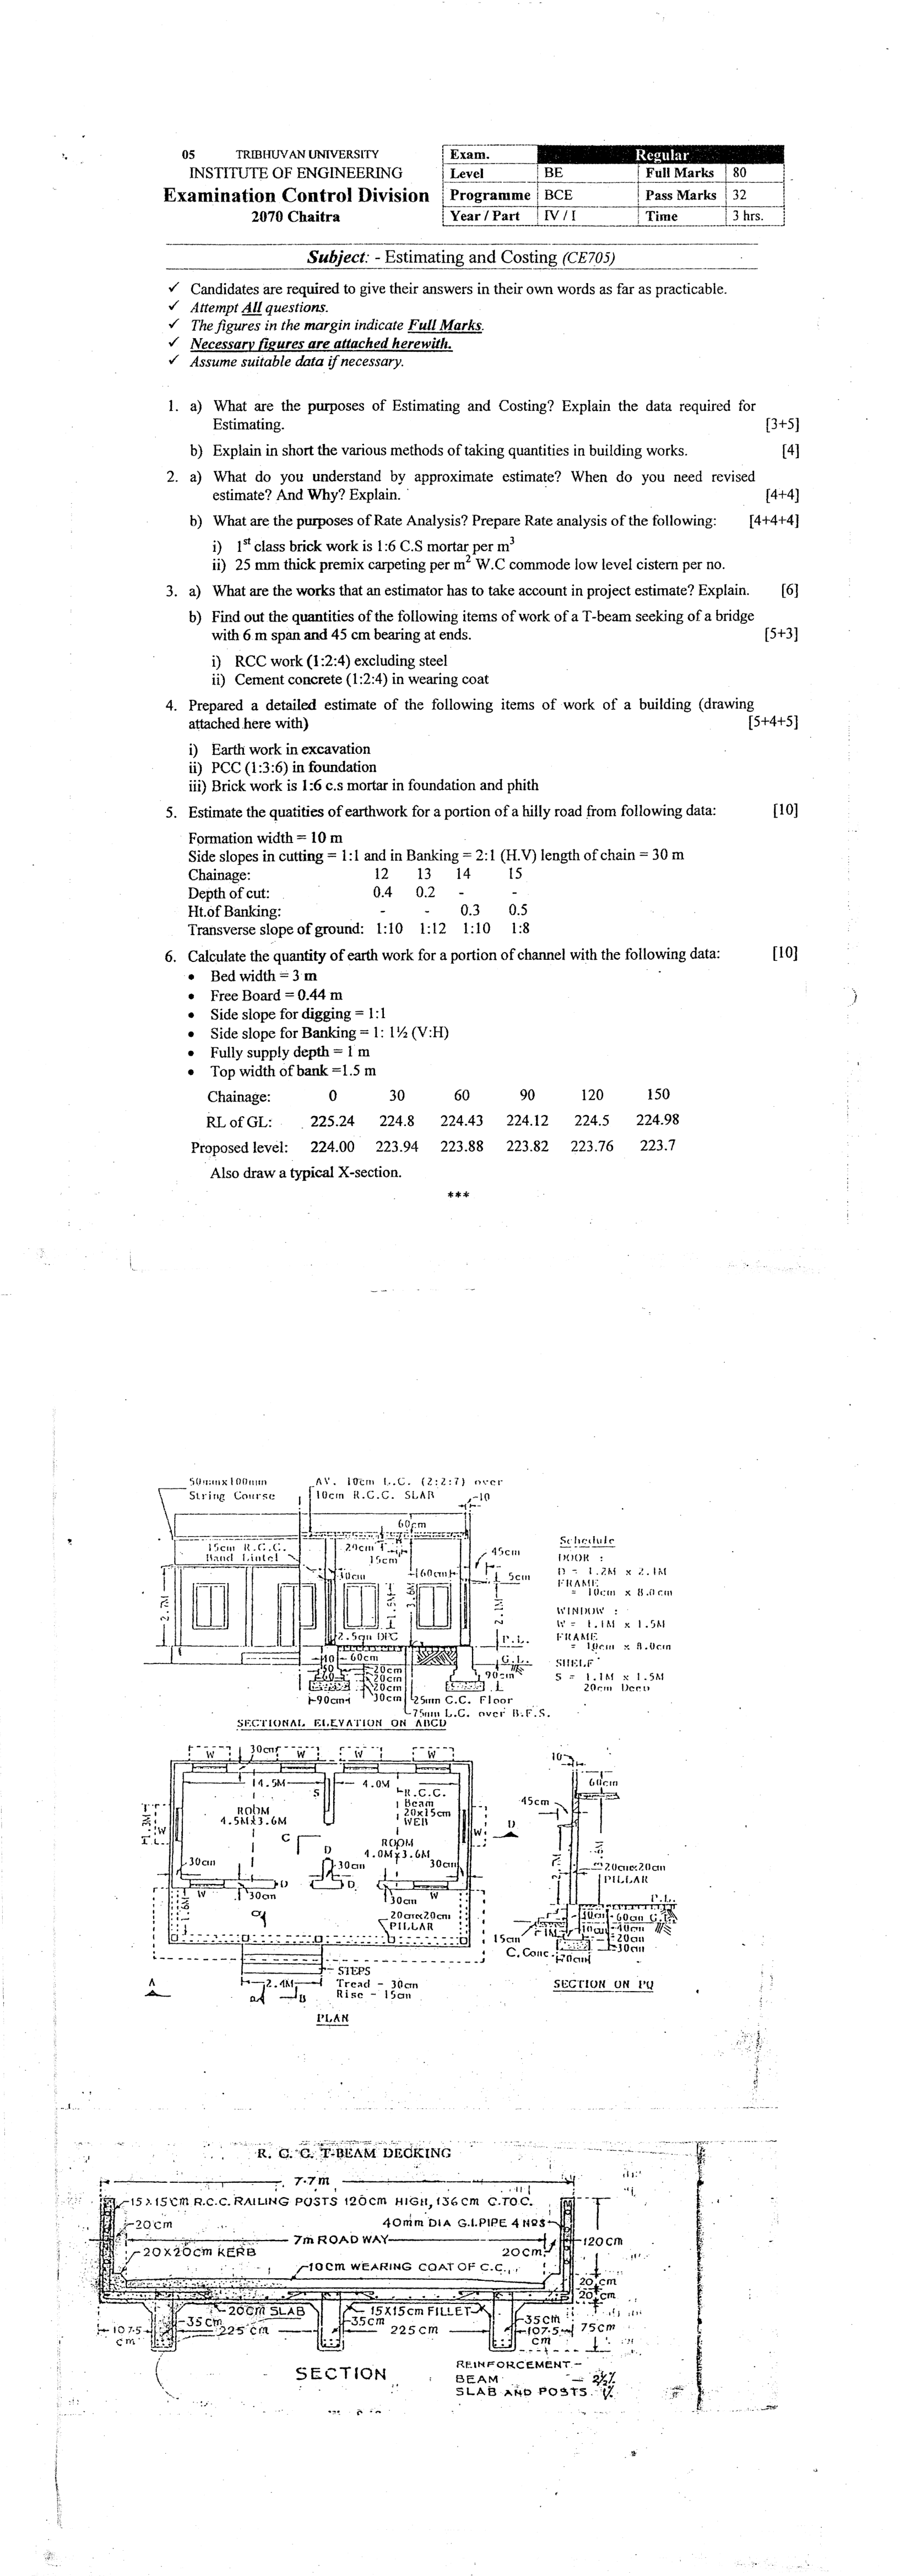 05 TRIBHUVAN UNIVERSITY
INSTITUTE OF ENGINEERING
Examination Control Division
2070 Chaitra
Exam. Regular
Level BE Full Marks 80
Programme BCE Pass Marks 32
Year / Part IV / I Time 3 hrs.
Subject: - Estimating and Costing (CE705)
✓ Candidates are required to give their answers in their own words as far as practicable.
✓ Attempt All questions.
✓ The figures in the margin indicate Full Marks.
✓ Necessary figures are attached herewith.
✓ Assume suitable data if necessary.
1. a) What are the purposes of Estimating and Costing? Explain the data required for
Estimating. [3+5]
b) Explain in short the various methods of taking quantities in building works. [4]
2. a) What do you understand by approximate estimate? When do you need revised
estimate? And Why? Explain. [4+4]
b) What are the purposes of Rate Analysis? Prepare Rate analysis of the following: [4+4+4]
i) 1st class brick work is 1:6 C.S mortar per m³
ii) 25 mm thick premix carpeting per m² W.C commode low level cistern per no.
3. a) What are the works that an estimator has to take account in project estimate? Explain. [6]
b) Find out the quantities of the following items of work of a T-beam seeking of a bridge
with 6 m span and 45 cm bearing at ends. [5+3]
i) RCC work (1:2:4) excluding steel
ii) Cement concrete (1:2:4) in wearing coat
4. Prepared a detailed estimate of the following items of work of a building (drawing
attached here with) [5+4+5]
i) Earth work in excavation
ii) PCC (1:3:6) in foundation
iii) Brick work is 1:6 c.s mortar in foundation and phith
5. Estimate the quatities of earthwork for a portion of a hilly road from following data: [10]
Formation width = 10 m
Side slopes in cutting = 1:1 and in Banking = 2:1 (H.V) length of chain = 30 m
Chainage: 12 13 14 15
Depth of cut: 0.4 0.2 - -
Ht.of Banking: - - 0.3 0.5
Transverse slope of ground: 1:10 1:12 1:10 1:8
6. Calculate the quantity of earth work for a portion of channel with the following data: [10]
• Bed width = 3 m
• Free Board = 0.44 m
• Side slope for digging = 1:1
• Side slope for Banking = 1: 1½ (V:H)
• Fully supply depth = 1 m
• Top width of bank =1.5 m
Chainage: 0 30 60 90 120 150
RL of GL: 225.24 224.8 224.43 224.12 224.5 224.98
Proposed level: 224.00 223.94 223.88 223.82 223.76 223.7
Also draw a typical X-section.
***
50mmx100mm
String Course
AV. 10cm L.C. (2:2:7) over
10cm R.C.C. SLAB
10
60cm
15cm R.C.C.
Band Lintel
20cm
15cm
45cm
30cm
60cm
5cm
2.7M
2.1M
2.5cm DPC
P.L.
G.L.
60cm
20cm
20cm
20cm
90cm
90cm
30cm
25mm C.C. Floor
75mm L.C. over B.F.S.
SECTIONAL ELEVATION ON ABCD
Schedule
DOOR :
D = 1.2M x 2.1M
FRAME
= 10cm x 8.0cm
WINDOW :
W = 1.1M x 1.5M
FRAME
= 10cm x 8.0cm
SHELF
S = 1.1M x 1.5M
20cm Deep
W 30cm W W W
4.5M S 4.0M
R.C.C.
Beam
20x15cm
WEB
ROOM
4.5Mx3.6M
C
D
ROOM
4.0Mx3.6M
W
W
D
30cm 30cm 30cm
W 30cm D D 30cm W
20cmx20cm
PILLAR
STEPS
2.4M Tread - 30cm
Rise - 15cm
A
B
PLAN
10
60cm
45cm
20cmx20cm
PILLAR
P.L.
15cm
C. Conc.
70cm
60cm
40cm
20cm
30cm
SECTION ON PQ
R. C. C. T-BEAM DECKING
7.7m
15x15cm R.C.C. RAILING POSTS 120cm HIGH, 136cm C.TO C.
20cm 40mm DIA G.I.PIPE 4 NOS
7m ROAD WAY 120cm
20x20cm KERB 20cm
10cm WEARING COAT OF C.C.
20cm
20cm
20cm SLAB 15X15cm FILLET
35cm 35cm 35cm
107.5 cm 225 cm 225cm 107.5 cm 75cm
SECTION
REINFORCEMENT -
BEAM - 2½%
SLAB AND POSTS 1%